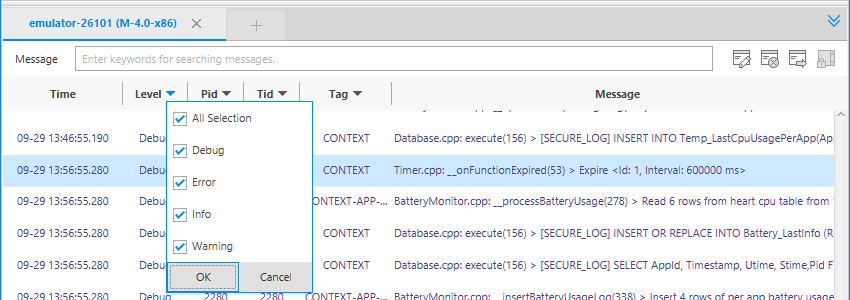 emulator-26101 (M-4.0-x86)
Message Enter keywords for searching messages.
Time Level Pid Tid Tag Message
09-29 13:46:55.190 Debug CONTEXT Database.cpp: execute(156) > [SECURE_LOG] INSERT INTO Temp_LastCpuUsagePerApp(Ap
09-29 13:56:55.280 Debug CONTEXT Timer.cpp: __onFunctionExpired(53) > Expire <Id: 1, Interval: 600000 ms>
09-29 13:56:55.280 Debug CONTEXT-APP-... BatteryMonitor.cpp: __processBatteryUsage(278) > Read 6 rows from heart cpu table from
09-29 13:56:55.280 Debug CONTEXT Database.cpp: execute(156) > [SECURE_LOG] INSERT OR REPLACE INTO Battery_LastInfo (R
09-29 13:56:55.280 Debug CONTEXT Database.cpp: execute(156) > [SECURE_LOG] SELECT AppId, Timestamp, Utime, Stime,Pid F
09-29 13:56:55.280 Debug 2280 2280 CONTEXT-APP-... BatteryMonitor.cpp: __insertBatteryUsageLog(338) > Insert 4 rows of per app battery usage
All Selection
Debug
Error
Info
Warning
OK Cancel